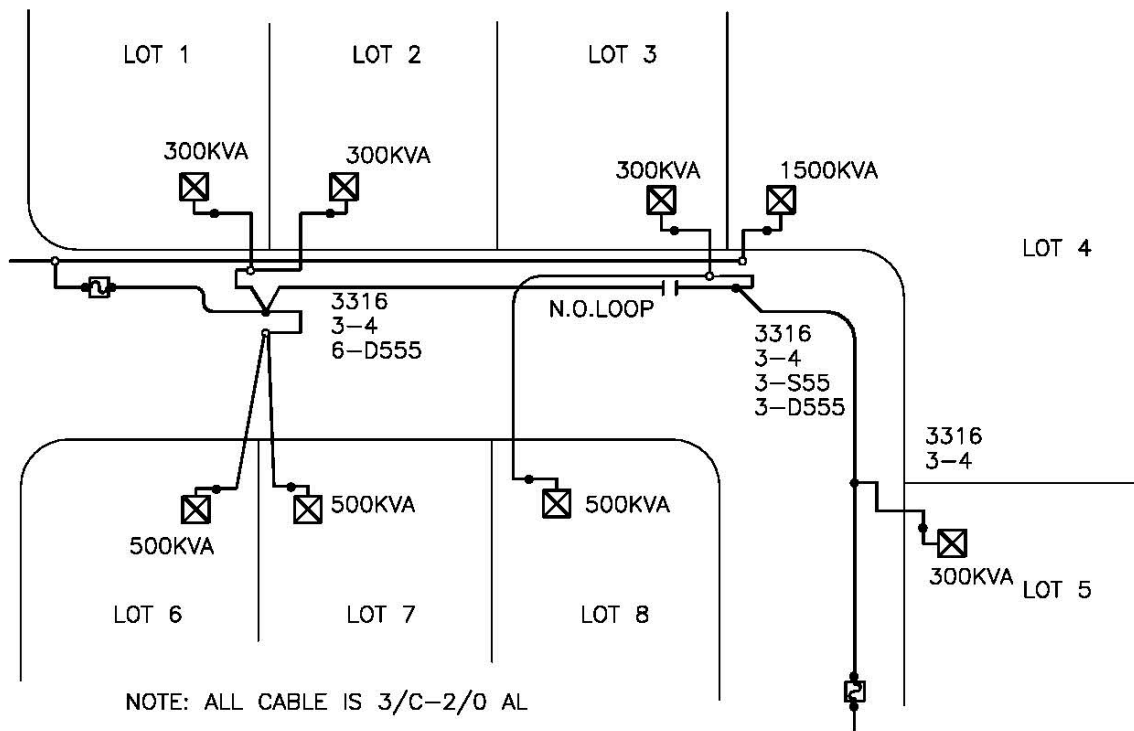 LOT 1
LOT 2
LOT 3
300KVA
300KVA
300KVA
1500KVA
LOT 4
N.O.LOOP
3316
3-4
6-D555
3316
3-4
3-S55
3-D555
3316
3-4
500KVA
500KVA
500KVA
300KVA
LOT 5
LOT 6
LOT 7
LOT 8
NOTE: ALL CABLE IS 3/C-2/0 AL